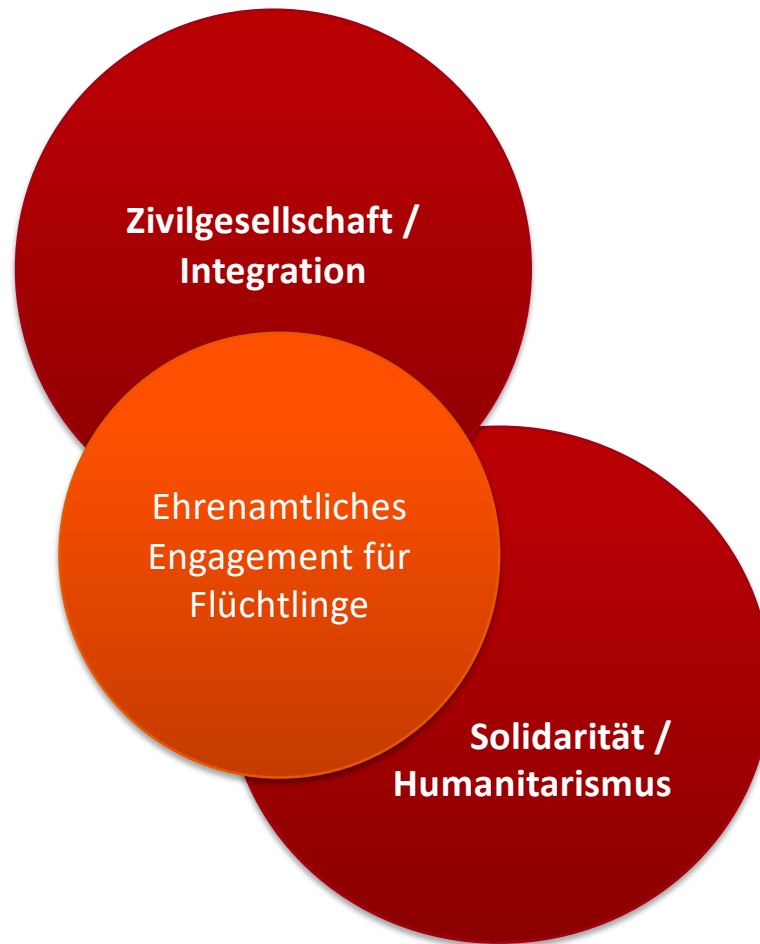 Zivilgesellschaft /
Integration
Ehrenamtliches
Engagement für
Flüchtlinge
Solidarität /
Humanitarismus